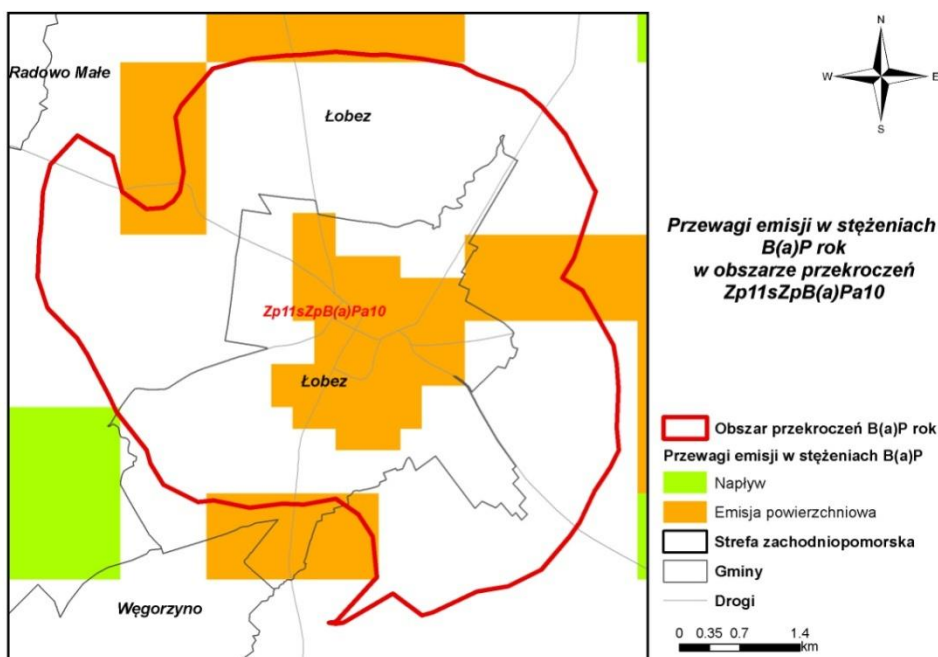 Radowo Małe
Łobez
Zp11sZpB(a)Pa10
Łobez
Węgorzyno
N
W
E
S
Przewagi emisji w stężeniach
B(a)P rok
w obszarze przekroczeń
Zp11sZpB(a)Pa10
Obszar przekroczeń B(a)P rok
Przewagi emisji w stężeniach B(a)P
Napływ
Emisja powierzchniowa
Strefa zachodniopomorska
Gminy
Drogi
0 0.35 0.7 1.4
km